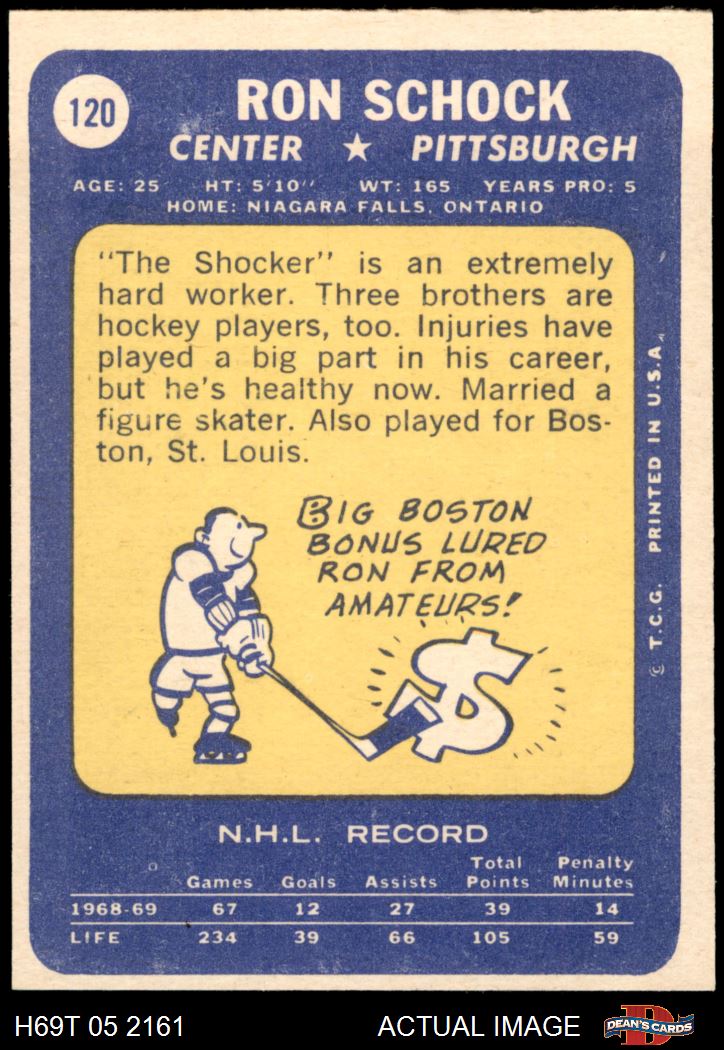 120
RON SCHOCK
CENTER ★ PITTSBURGH
AGE: 25 HT: 5'10'' WT: 165 YEARS PRO: 5
HOME: NIAGARA FALLS, ONTARIO
"The Shocker" is an extremely
hard worker. Three brothers are
hockey players, too. Injuries have
played a big part in his career,
but he's healthy now. Married a
figure skater. Also played for Bos-
ton, St. Louis.
BIG BOSTON
BONUS LURED
RON FROM
AMATEURS!
$
© T.C.G. PRINTED IN U.S.A.
N.H.L. RECORD
Games Goals Assists Total Points Penalty Minutes
1968-69 67 12 27 39 14
LIFE 234 39 66 105 59
H69T 05 2161 ACTUAL IMAGE
D
DEAN'S CARDS